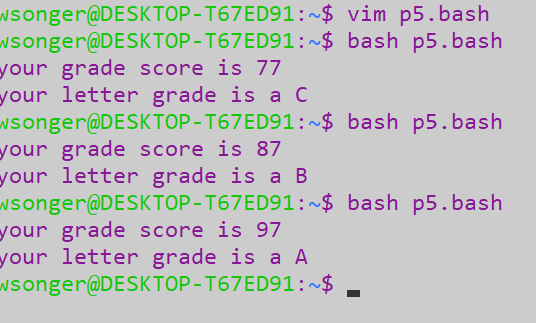 wsonger@DESKTOP-T67ED91:~$ vim p5.bash
wsonger@DESKTOP-T67ED91:~$ bash p5.bash
your grade score is 77
your letter grade is a C
wsonger@DESKTOP-T67ED91:~$ bash p5.bash
your grade score is 87
your letter grade is a B
wsonger@DESKTOP-T67ED91:~$ bash p5.bash
your grade score is 97
your letter grade is a A
wsonger@DESKTOP-T67ED91:~$